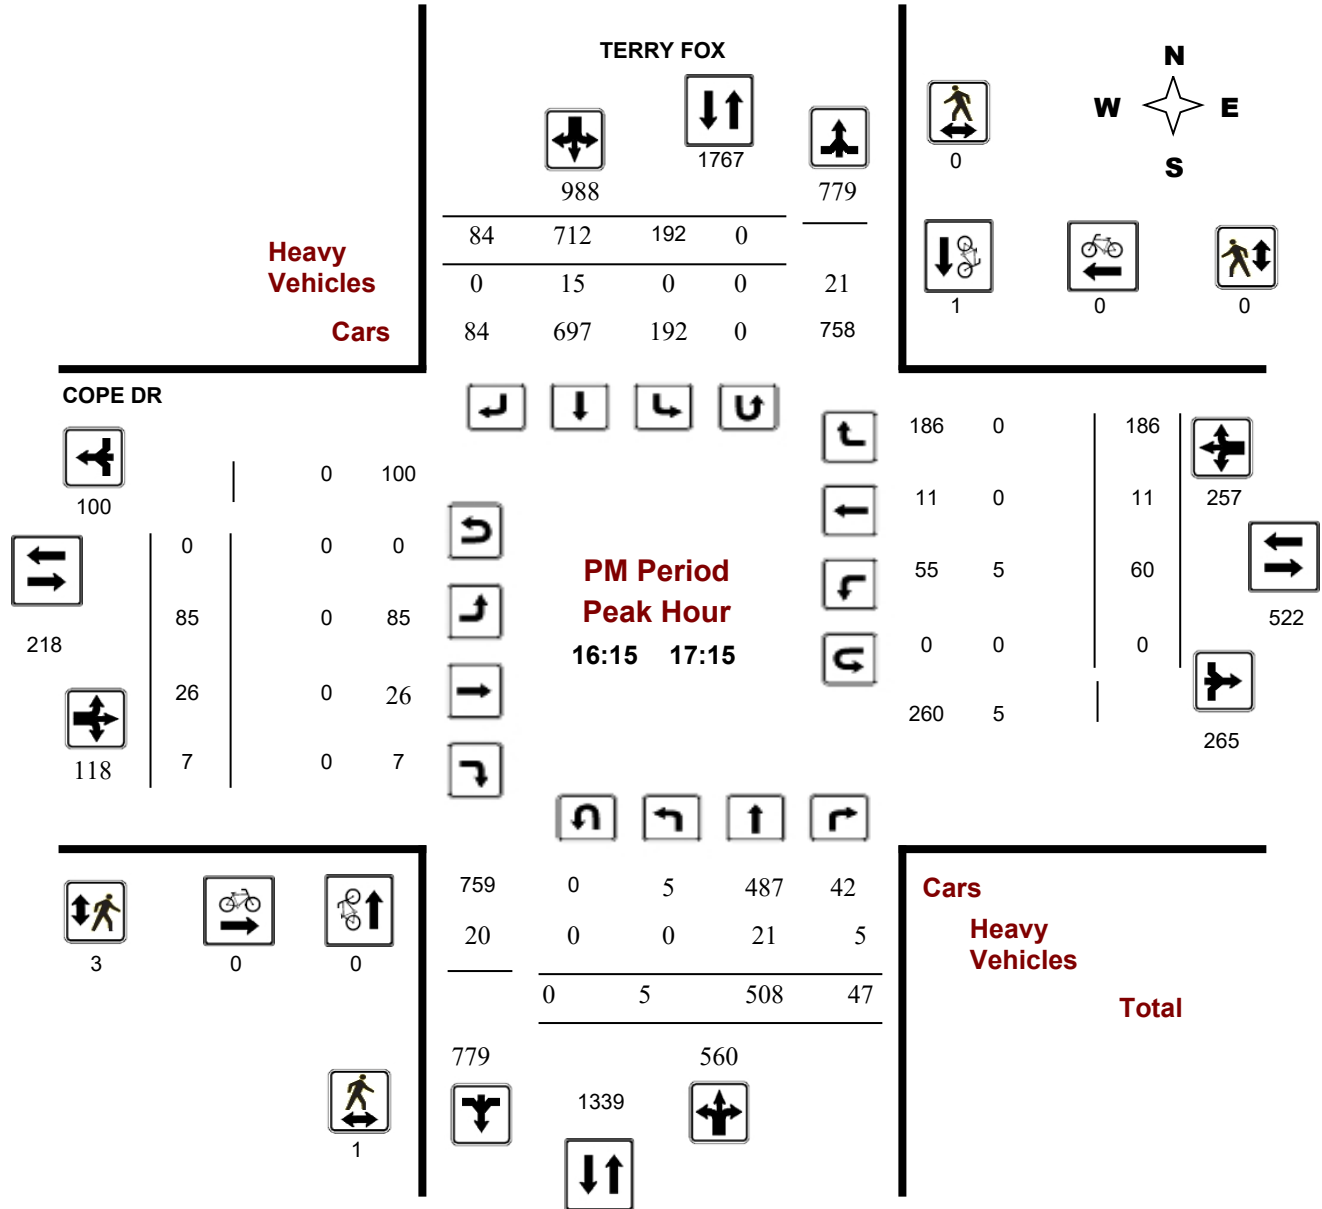 TERRY FOX
N
W E
S
1767
0
988 779
84 712 192 0
Heavy
Vehicles
0 15 0 0 21
1 0 0
Cars
84 697 192 0 758
COPE DR
186 0 186
0 100
100
11 0 11 257
0 0 0
PM Period
55 5 60
Peak Hour
85 0 85
522
218
16:15 17:15
0 0 0
26 0 26
260 5
265
118 7 0 7
759 0 5 487 42
Cars
20 0 0 21 5
Heavy
Vehicles
3 0 0
0 5 508 47
Total
779 560
1339
1